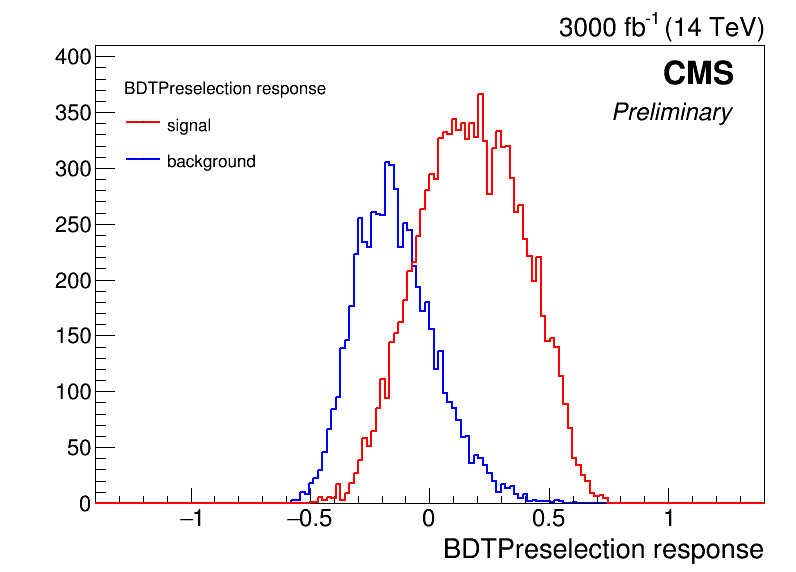 3000 fb⁻¹ (14 TeV)
CMS
Preliminary
BDTPreselection response
signal
background
400
350
300
250
200
150
100
50
0
−1
−0.5
0
0.5
1
BDTPreselection response